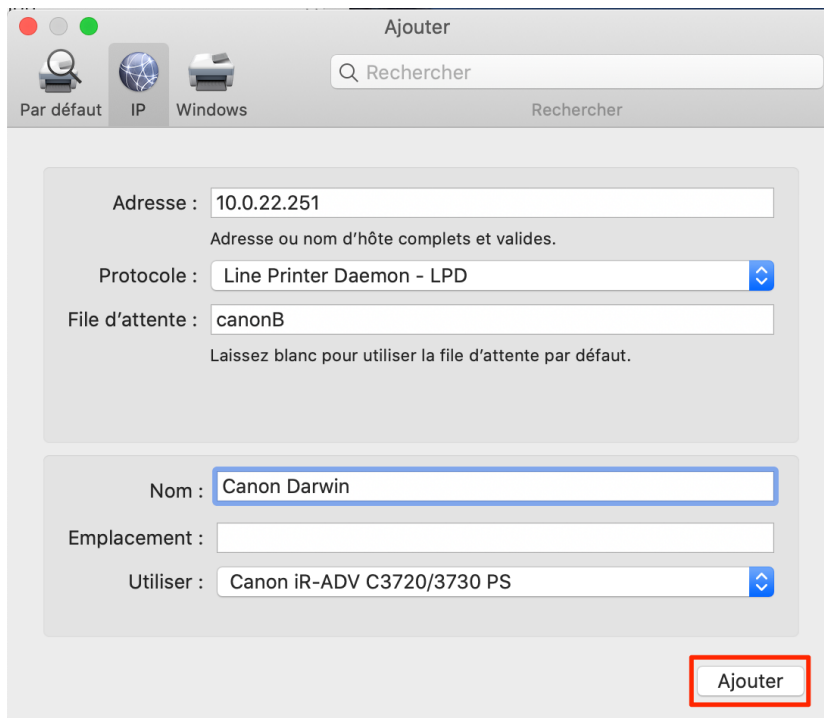 Ajouter
Rechercher
Par défaut IP Windows Rechercher
Adresse : 10.0.22.251
Adresse ou nom d’hôte complets et valides.
Protocole : Line Printer Daemon - LPD
File d’attente : canonB
Laissez blanc pour utiliser la file d’attente par défaut.
Nom : Canon Darwin
Emplacement :
Utiliser : Canon iR-ADV C3720/3730 PS
Ajouter